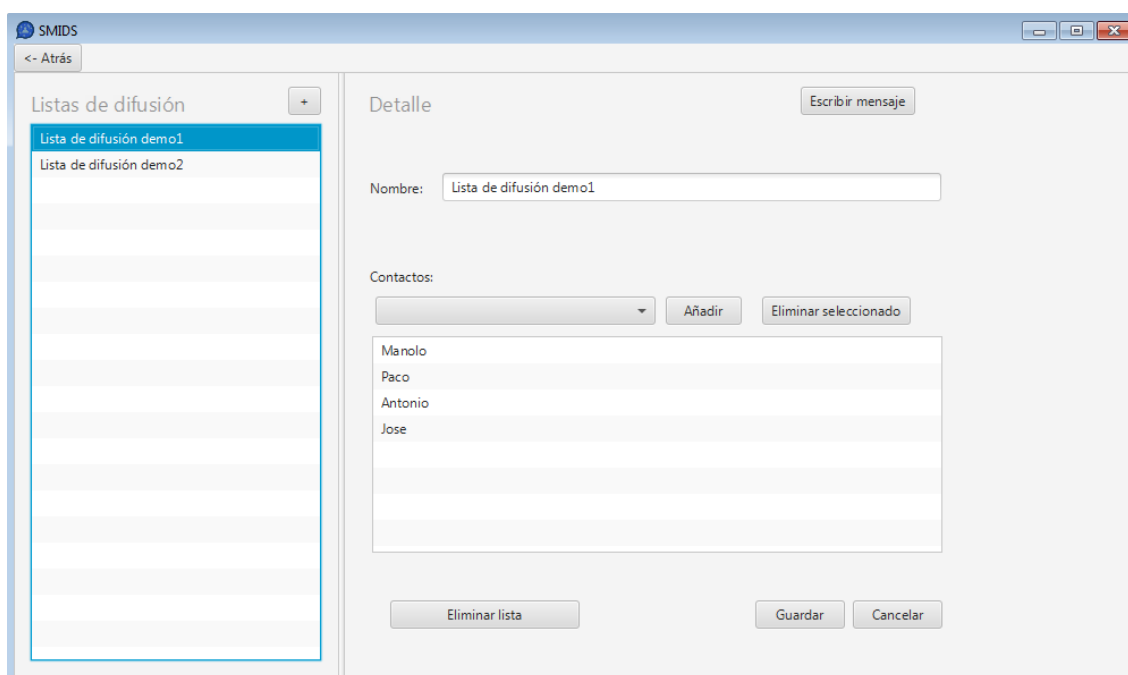 SMIDS
<- Atrás
Listas de difusión
+
Lista de difusión demo1
Lista de difusión demo2
Detalle
Escribir mensaje
Nombre:
Lista de difusión demo1
Contactos:
Añadir
Eliminar seleccionado
Manolo
Paco
Antonio
Jose
Eliminar lista
Guardar
Cancelar